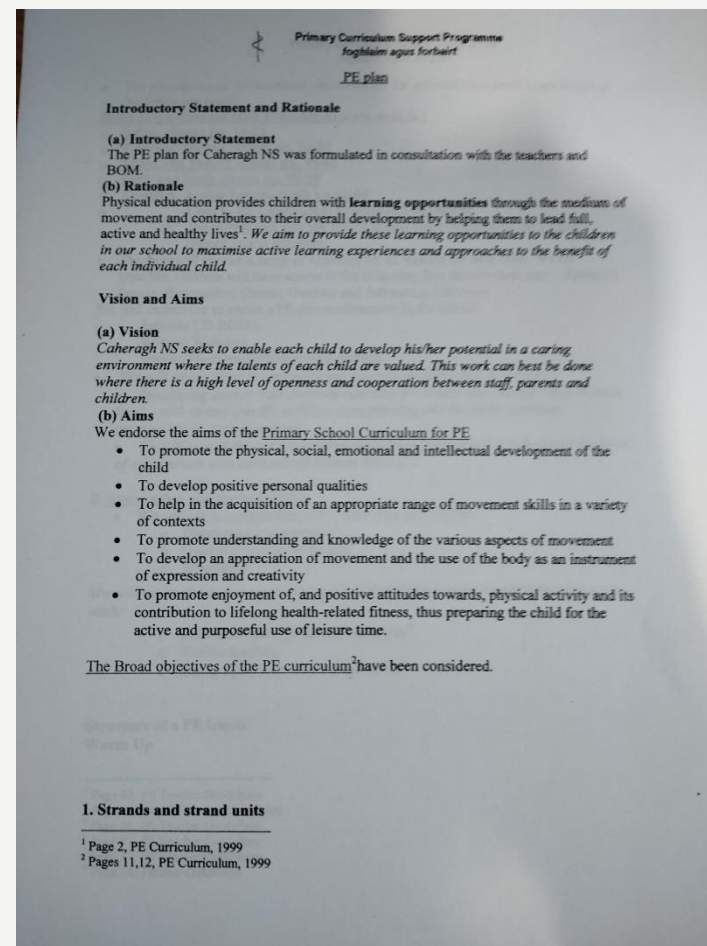 Primary Curriculum Support Programme
foghlaim agus forbairt
PE plan
Introductory Statement and Rationale
(a) Introductory Statement
The PE plan for Caheragh NS was formulated in consultation with the teachers and
BOM.
(b) Rationale
Physical education provides children with learning opportunities through the medium of
movement and contributes to their overall development by helping them to lead full,
active and healthy lives¹. We aim to provide these learning opportunities to the children
in our school to maximise active learning experiences and approaches to the benefit of
each individual child.
Vision and Aims
(a) Vision
Caheragh NS seeks to enable each child to develop his/her potential in a caring
environment where the talents of each child are valued. This work can best be done
where there is a high level of openness and cooperation between staff, parents and
children.
(b) Aims
We endorse the aims of the Primary School Curriculum for PE
• To promote the physical, social, emotional and intellectual development of the
child
• To develop positive personal qualities
• To help in the acquisition of an appropriate range of movement skills in a variety
of contexts
• To promote understanding and knowledge of the various aspects of movement
• To develop an appreciation of movement and the use of the body as an instrument
of expression and creativity
• To promote enjoyment of, and positive attitudes towards, physical activity and its
contribution to lifelong health-related fitness, thus preparing the child for the
active and purposeful use of leisure time.
The Broad objectives of the PE curriculum²have been considered.
Structure of a PE lesson
Warm Up
1. Strands and strand units
¹ Page 2, PE Curriculum, 1999
² Pages 11,12, PE Curriculum, 1999